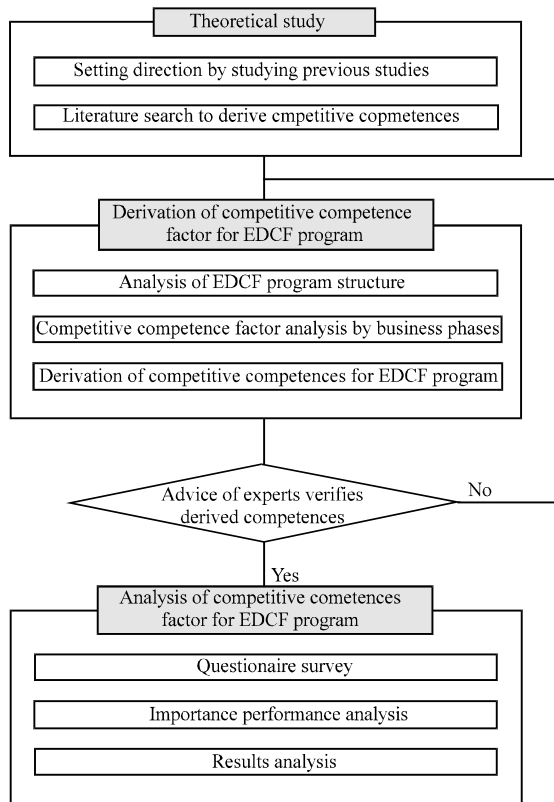 Theoretical study
Setting direction by studying previous studies
Literature search to derive cmpetitive copmetences
Derivation of competitive competence
factor for EDCF program
Analysis of EDCF program structure
Competitive competence factor analysis by business phases
Derivation of competitive competences for EDCF program
Advice of experts verifies
derived competences
No
Yes
Analysis of competitive cometences
factor for EDCF program
Questionaire survey
Importance performance analysis
Results analysis